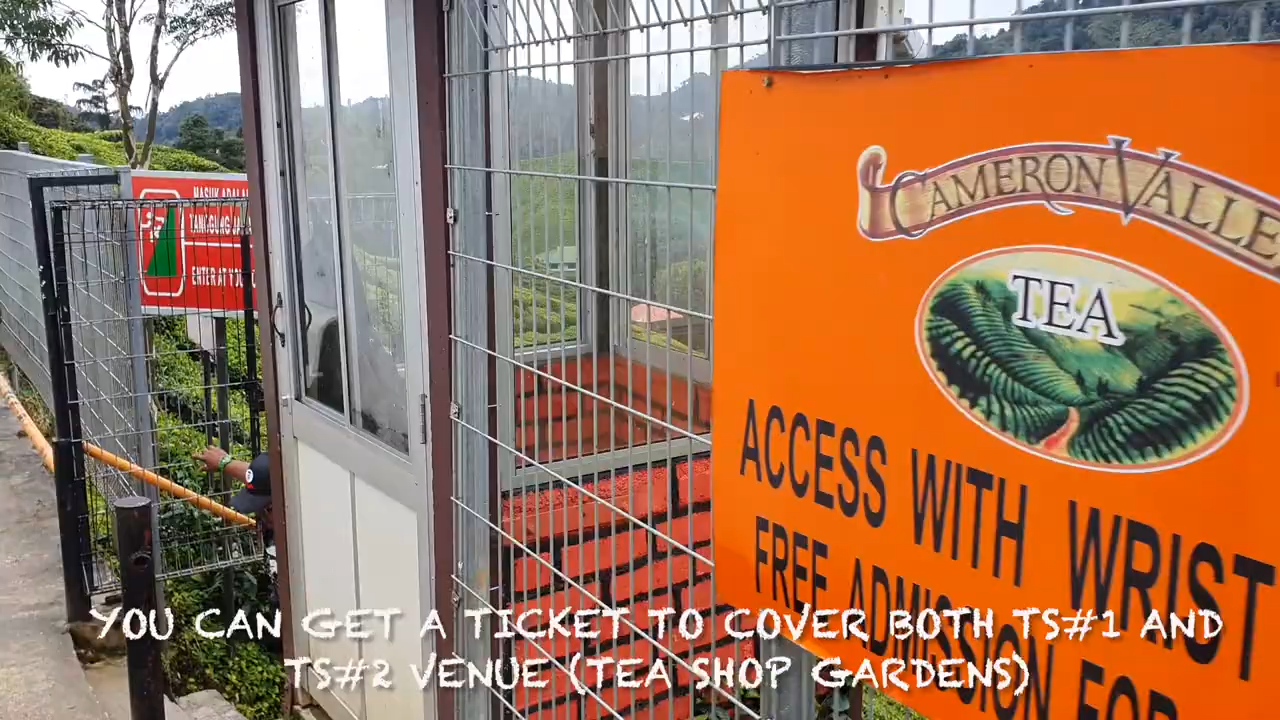 MASUK
TANGGUNG
ENTER AT
CAMERON VALLE
TEA
ACCESS WITH WRIST
FREE ADMISSION FOR
YOU CAN GET A TICKET TO COVER BOTH TS#1 AND
TS#2 VENUE (TEA SHOP GARDENS)